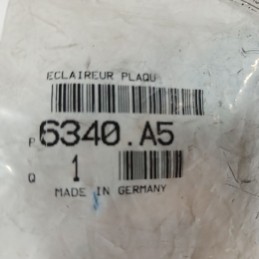 ECLAIREUR PLAQU
P 6340.A5
Q 1
MADE IN GERMANY